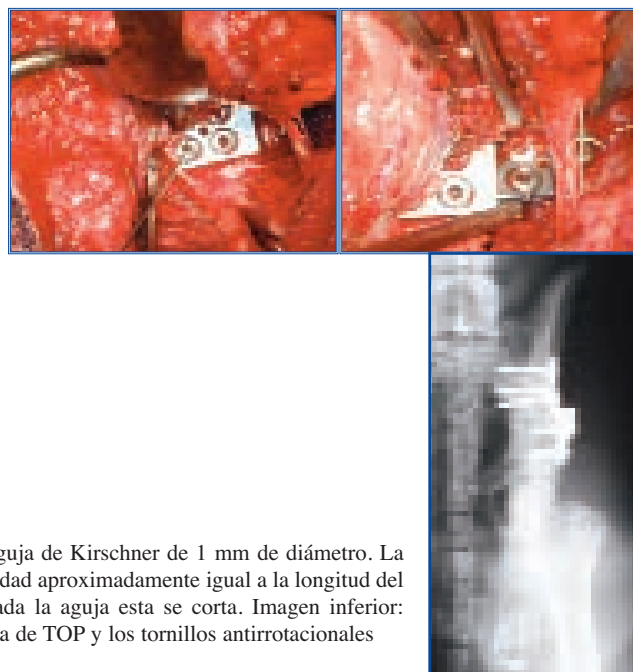 guja de Kirschner de 1 mm de diámetro. La
dad aproximadamente igual a la longitud del
ada la aguja esta se corta. Imagen inferior:
a de TOP y los tornillos antirrotacionales